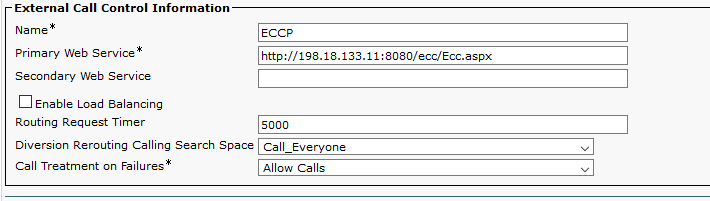 External Call Control Information
Name* ECCP
Primary Web Service* http://198.18.133.11:8080/ecc/Ecc.aspx
Secondary Web Service
Enable Load Balancing
Routing Request Timer 5000
Diversion Rerouting Calling Search Space Call_Everyone
Call Treatment on Failures* Allow Calls